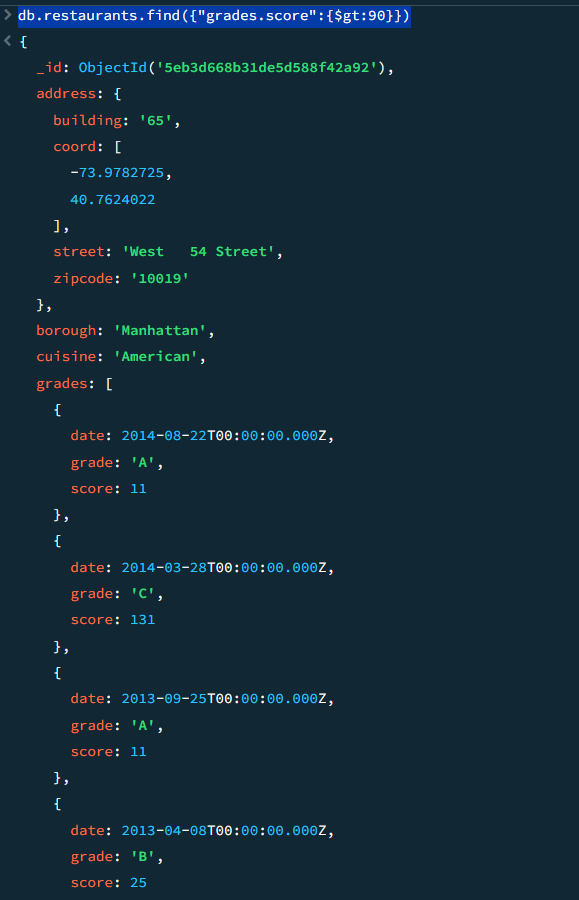 > db.restaurants.find({"grades.score":{$gt:90}})
< {
_id: ObjectId('5eb3d668b31de5d588f42a92'),
address: {
building: '65',
coord: [
-73.9782725,
40.7624022
],
street: 'West   54 Street',
zipcode: '10019'
},
borough: 'Manhattan',
cuisine: 'American',
grades: [
{
date: 2014-08-22T00:00:00.000Z,
grade: 'A',
score: 11
},
{
date: 2014-03-28T00:00:00.000Z,
grade: 'C',
score: 131
},
{
date: 2013-09-25T00:00:00.000Z,
grade: 'A',
score: 11
},
{
date: 2013-04-08T00:00:00.000Z,
grade: 'B',
score: 25